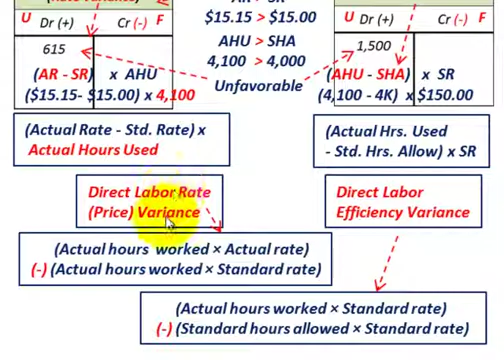 (Rate Variance)
AR > SR
U Dr (+) Cr (-) F
$15.15 > $15.00
U Dr (+) Cr (-) F
615
AHU > SHA
1,500
4,100 > 4,000
(AR - SR) x AHU
Unfavorable
(AHU - SHA) x SR
($15.15- $15.00) x 4,100
(4,100 - 4K) x $150.00
(Actual Rate - Std. Rate) x
Actual Hours Used
(Actual Hrs. Used
- Std. Hrs. Allow) x SR
Direct Labor Rate
(Price) Variance
Direct Labor
Efficiency Variance
(Actual hours worked × Actual rate)
(-) (Actual hours worked × Standard rate)
(Actual hours worked × Standard rate)
(-) (Standard hours allowed × Standard rate)